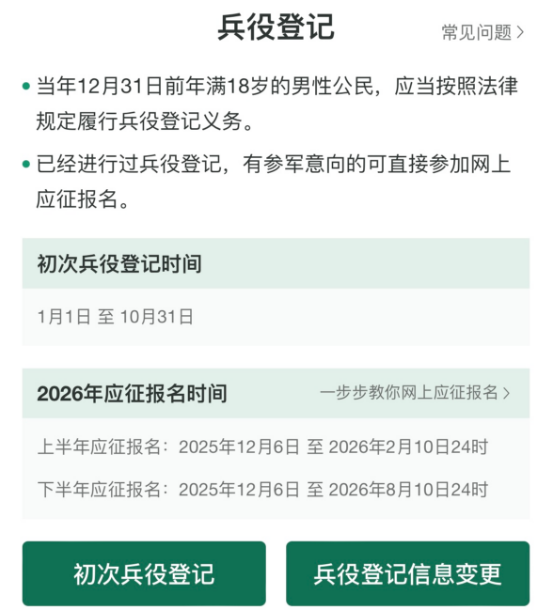 兵役登记
常见问题 >
• 当年12月31日前年满18岁的男性公民，应当按照法律
规定履行兵役登记义务。
• 已经进行过兵役登记，有参军意向的可直接参加网上
应征报名。
初次兵役登记时间
1月1日 至 10月31日
2026年应征报名时间
一步步教你网上应征报名 >
上半年应征报名：2025年12月6日 至 2026年2月10日24时
下半年应征报名：2025年12月6日 至 2026年8月10日24时
初次兵役登记
兵役登记信息变更